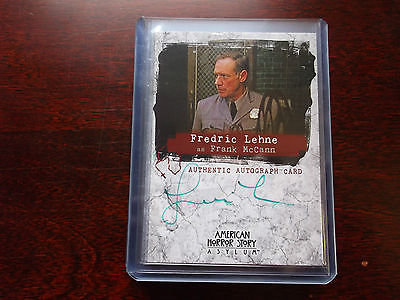 Fredric Lehne
as Frank McCann
AUTHENTIC AUTOGRAPH CARD
AMERICAN
HORROR STORY
ASYLUM